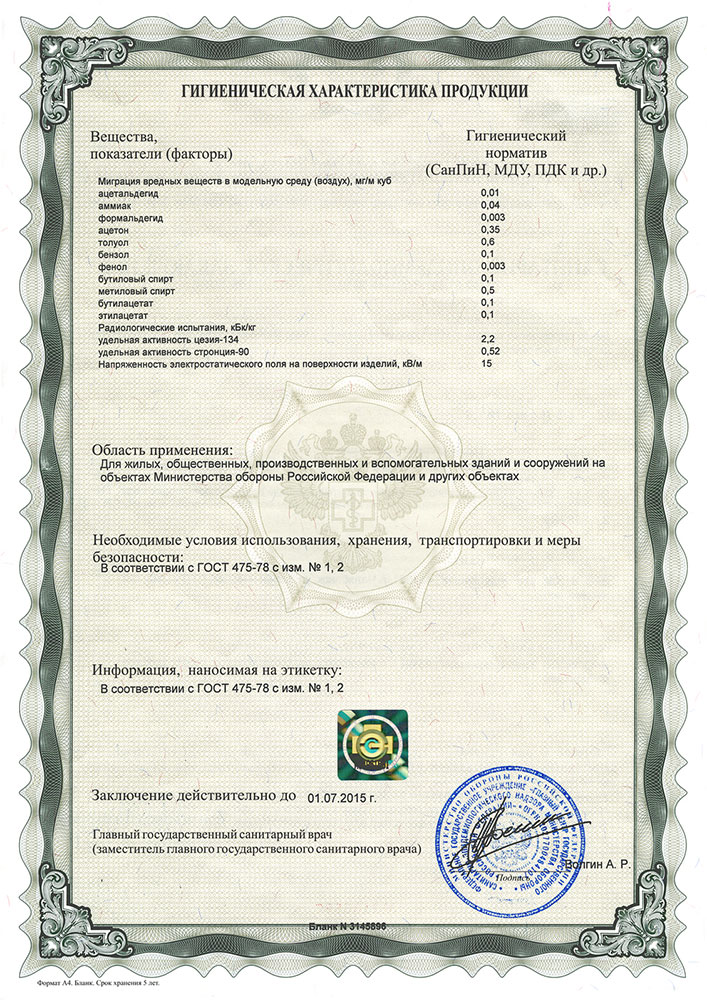 ГИГИЕНИЧЕСКАЯ ХАРАКТЕРИСТИКА ПРОДУКЦИИ
Вещества, Гигиенический
показатели (факторы) норматив
(СанПиН, МДУ, ПДК и др.)
Миграция вредных веществ в модельную среду (воздух), мг/м куб
ацетальдегид 0,01
аммиак 0,04
формальдегид 0,003
ацетон 0,35
толуол 0,6
бензол 0,1
фенол 0,003
бутиловый спирт 0,1
метиловый спирт 0,5
бутилацетат 0,1
этилацетат 0,1
Радиологические испытания, кБк/кг
удельная активность цезия-134 2,2
удельная активность стронция-90 0,52
Напряженность электростатического поля на поверхности изделий, кВ/м 15
Область применения:
Для жилых, общественных, производственных и вспомогательных зданий и сооружений на
объектах Министерства обороны Российской Федерации и других объектах
Необходимые условия использования, хранения, транспортировки и меры
безопасности:
В соответствии с ГОСТ 475-78 с изм. № 1, 2
Информация, наносимая на этикетку:
В соответствии с ГОСТ 475-78 с изм. № 1, 2
Заключение действительно до 01.07.2015 г.
МИНИСТЕРСТВО ОБОРОНЫ РОССИЙСКОЙ ФЕДЕРАЦИИ
Главный государственный санитарный врач
(заместитель главного государственного санитарного врача)
Волгин А. Р.
Подпись
Бланк N 3145896
Формат А4. Бланк. Срок хранения 5 лет.